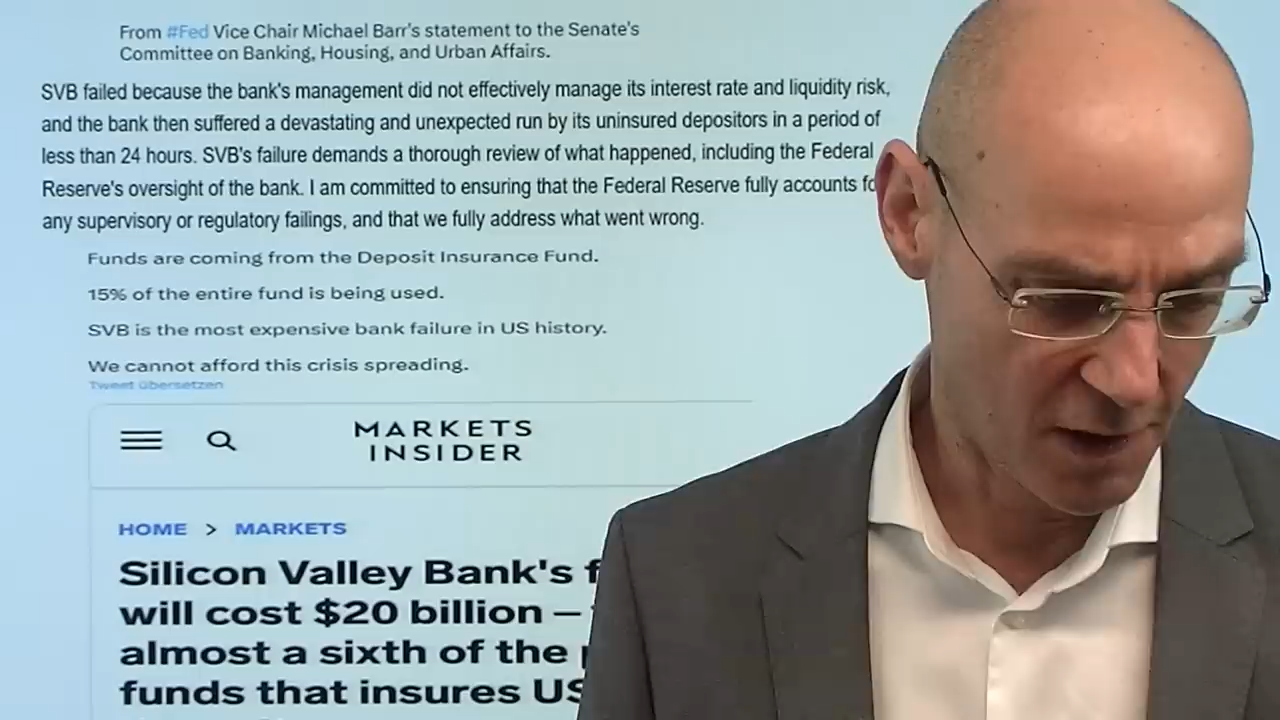 From #Fed Vice Chair Michael Barr's statement to the Senate's
Committee on Banking, Housing, and Urban Affairs.
SVB failed because the bank's management did not effectively manage its interest rate and liquidity risk,
and the bank then suffered a devastating and unexpected run by its uninsured depositors in a period of
less than 24 hours. SVB's failure demands a thorough review of what happened, including the Federal
Reserve's oversight of the bank. I am committed to ensuring that the Federal Reserve fully accounts
any supervisory or regulatory failings, and that we fully address what went wrong.
Funds are coming from the Deposit Insurance Fund.
15% of the entire fund is being used.
SVB is the most expensive bank failure in US history.
We cannot afford this crisis spreading.
Tweet übersetzen
MARKETS
INSIDER
HOME > MARKETS
Silicon Valley Bank's
will cost $20 billion –
almost a sixth of the
funds that insures US